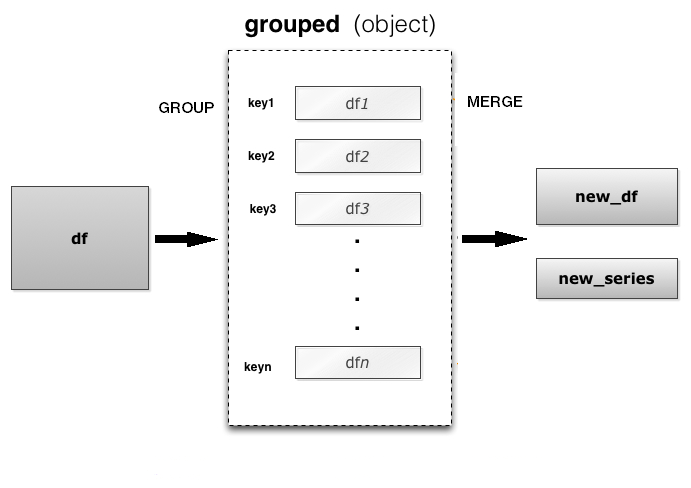 grouped (object)
GROUP
MERGE
key1 df1
key2 df2
key3 df3
keyn dfn
df
new_df
new_series